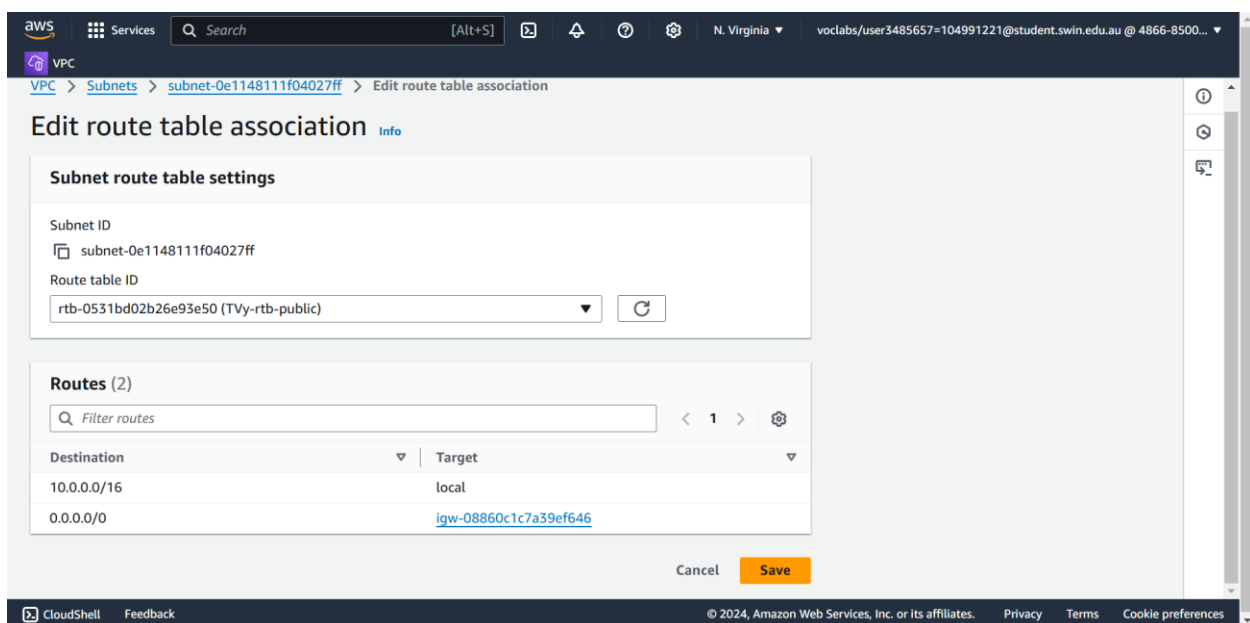 aws Services Search [Alt+S] N. Virginia voclabs/user3485657=104991221@student.swin.edu.au @ 4866-8500...
VPC
VPC > Subnets > subnet-0e1148111f04027ff > Edit route table association
Edit route table association Info
Subnet route table settings
Subnet ID
subnet-0e1148111f04027ff
Route table ID
rtb-0531bd02b26e93e50 (TVy-rtb-public)
Routes (2)
Filter routes < 1 >
Destination Target
10.0.0.0/16 local
0.0.0.0/0 igw-08860c1c7a39ef646
Cancel Save
CloudShell Feedback © 2024, Amazon Web Services, Inc. or its affiliates. Privacy Terms Cookie preferences